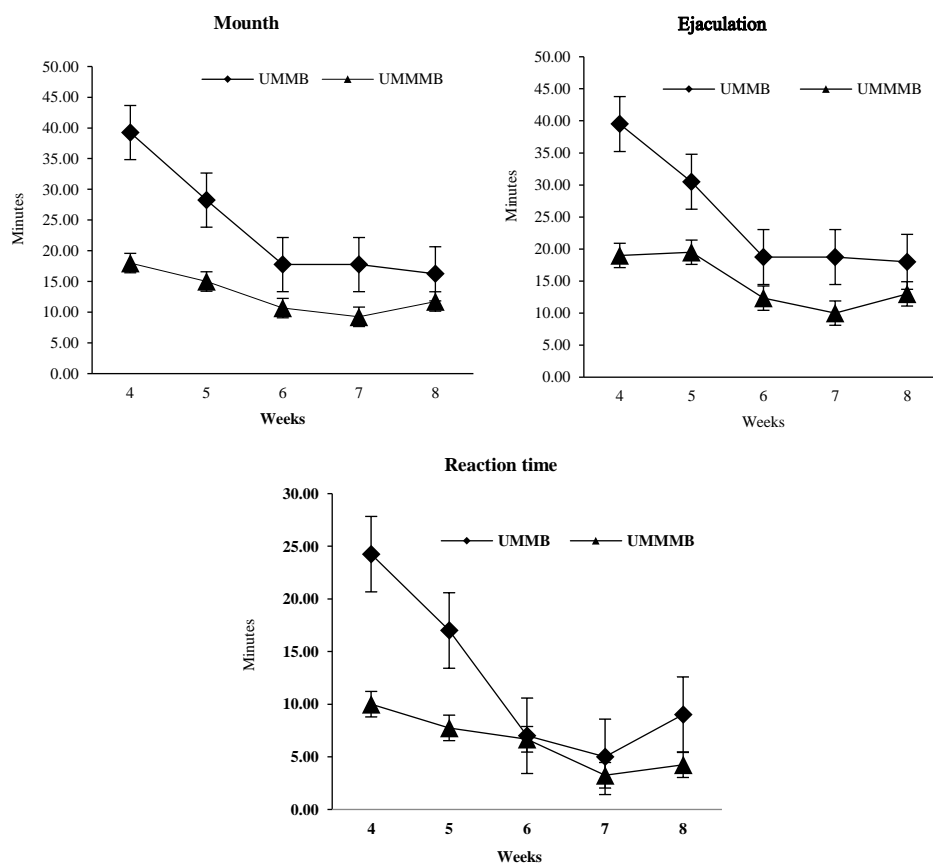 Mounth
50.00
45.00
40.00
35.00
30.00
25.00
20.00
15.00
10.00
5.00
0.00
Minutes
UMMB UMMMB
4 5 6 7 8
Weeks
Ejaculation
50.00
45.00
40.00
35.00
30.00
25.00
20.00
15.00
10.00
5.00
0.00
Minutes
UMMB UMMMB
4 5 6 7 8
Weeks
Reaction time
30.00
25.00
20.00
15.00
10.00
5.00
0.00
Minutes
UMMB UMMMB
4 5 6 7 8
Weeks